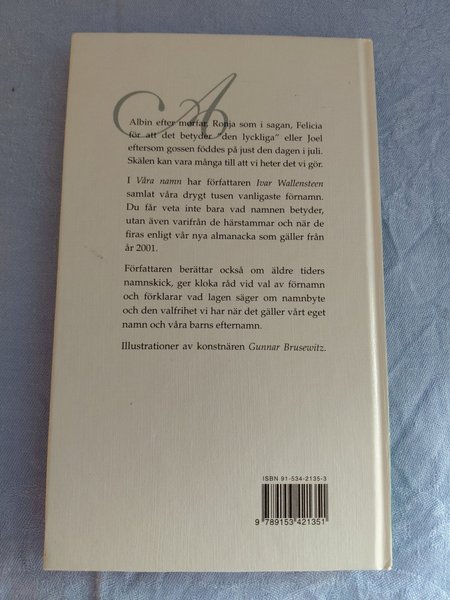 A
Albin efter morfar, Ronja som i sagan, Felicia
för att det betyder "den lyckliga" eller Joel
eftersom gossen föddes på just den dagen i juli.
Skälen kan vara många till att vi heter det vi gör.
I Våra namn har författaren Ivar Wallensteen
samlat våra drygt tusen vanligaste förnamn.
Du får veta inte bara vad namnen betyder,
utan även varifrån de härstammar och när de
firas enligt vår nya almanacka som gäller från
år 2001.
Författaren berättar också om äldre tiders
namnskick, ger kloka råd vid val av förnamn
och förklarar vad lagen säger om namnbyte
och den valfrihet vi har när det gäller vårt eget
namn och våra barns efternamn.
Illustrationer av konstnären Gunnar Brusewitz.
ISBN 91-534-2135-3
9 789153 421351